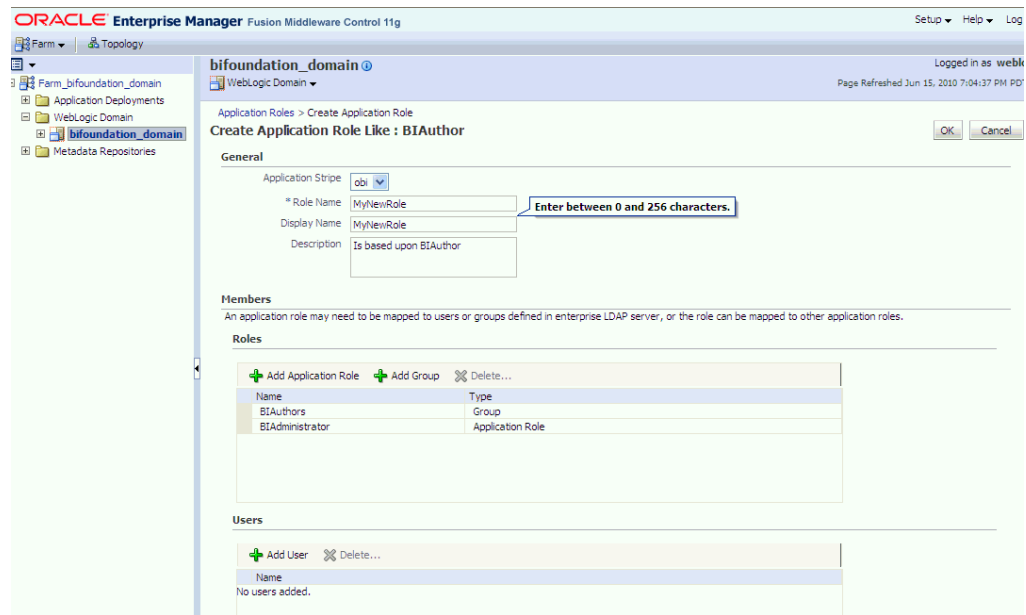 ORACLE Enterprise Manager Fusion Middleware Control 11g
Setup Help Log
Farm Topology
bifoundation_domain
Logged in as weblo
WebLogic Domain
Page Refreshed Jun 15, 2010 7:04:37 PM PDT
Farm_bifoundation_domain
Application Deployments
WebLogic Domain
bifoundation_domain
Metadata Repositories
Application Roles > Create Application Role
Create Application Role Like : BIAuthor
OK Cancel
General
Application Stripe obi
* Role Name MyNewRole
Enter between 0 and 256 characters.
Display Name MyNewRole
Description Is based upon BIAuthor
Members
An application role may need to be mapped to users or groups defined in enterprise LDAP server, or the role can be mapped to other application roles.
Roles
Add Application Role Add Group Delete...
Name Type
BIAuthors Group
BIAdministrator Application Role
Users
Add User Delete...
Name
No users added.